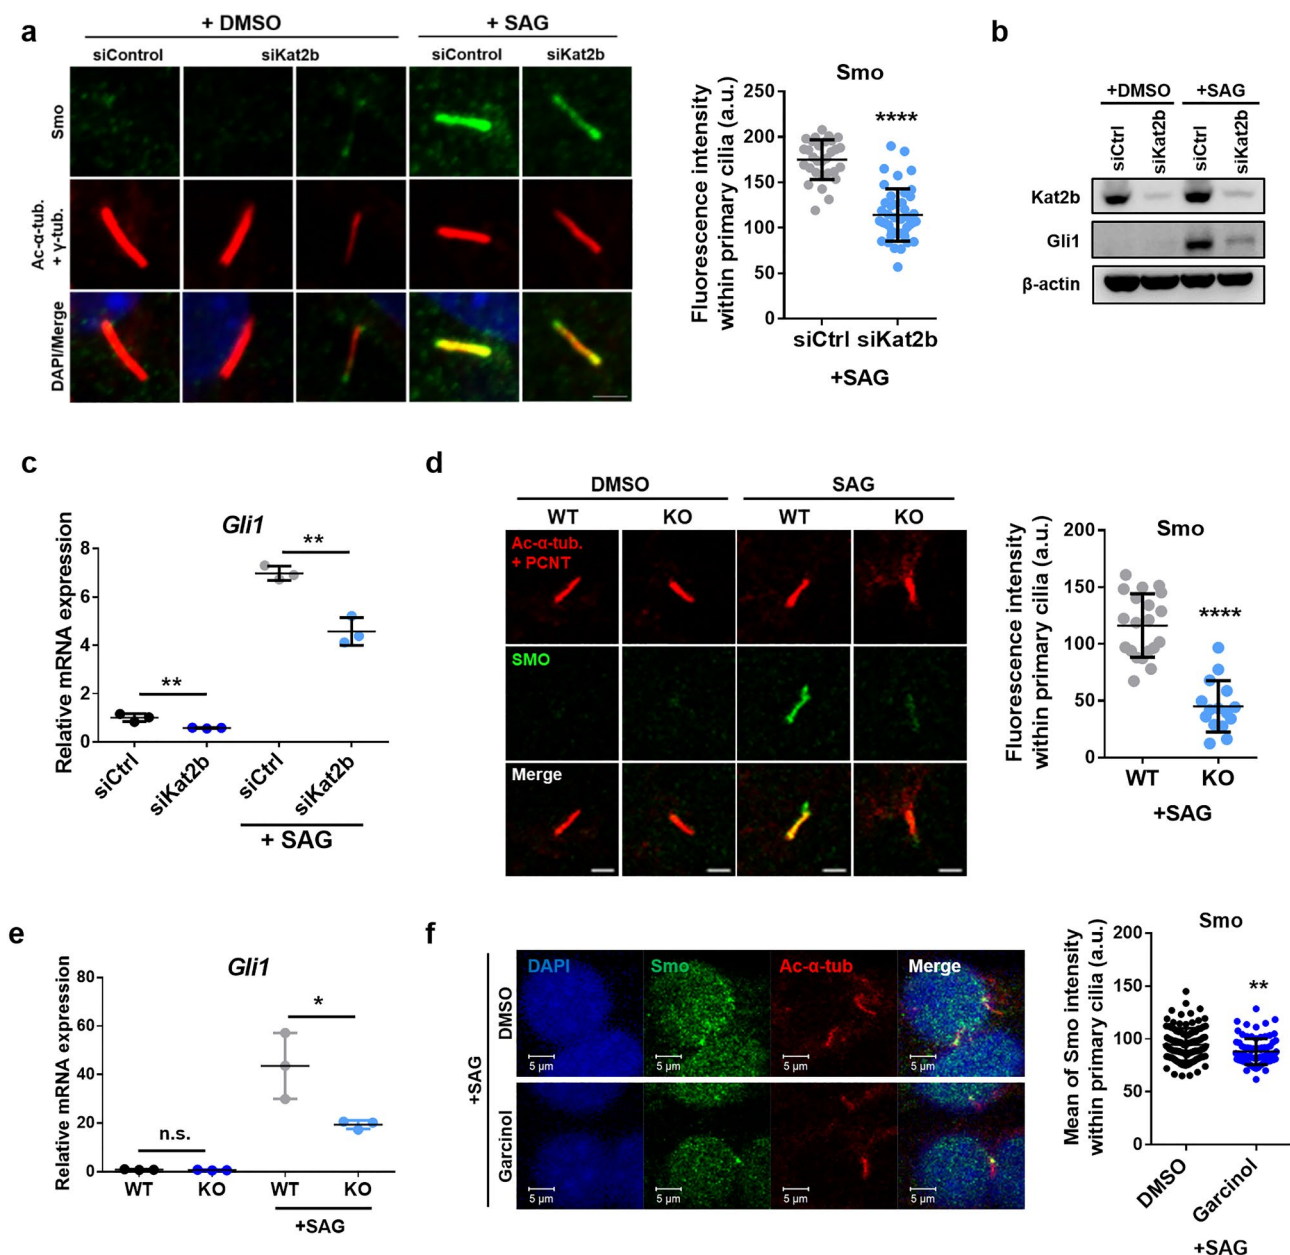 a
+ DMSO
+ SAG
siControl
siKat2b
siControl
siKat2b
Smo
Ac-α-tub.
+ γ-tub.
DAPI/Merge
Smo
Fluorescence intensity
within primary cilia (a.u.)
250
200
150
100
50
0
****
siCtrl siKat2b
+SAG
b
+DMSO
+SAG
siCtrl
siKat2b
siCtrl
siKat2b
Kat2b
Gli1
β-actin
c
Gli1
Relative mRNA expression
8
6
4
2
0
**
**
siCtrl
siKat2b
siCtrl
siKat2b
+ SAG
d
DMSO
SAG
WT
KO
WT
KO
Ac-α-tub.
+ PCNT
SMO
Merge
Smo
Fluorescence intensity
within primary cilia (a.u.)
200
150
100
50
0
****
WT
KO
+SAG
e
Gli1
Relative mRNA expression
80
60
40
20
0
n.s.
*
WT
KO
WT
KO
+SAG
f
+SAG
DMSO
Garcinol
DAPI
Smo
Ac-α-tub
Merge
5 µm
5 µm
5 µm
5 µm
5 µm
5 µm
5 µm
5 µm
Smo
Mean of Smo intensity
within primary cilia (a.u.)
200
150
100
50
0
**
DMSO
Garcinol
+SAG